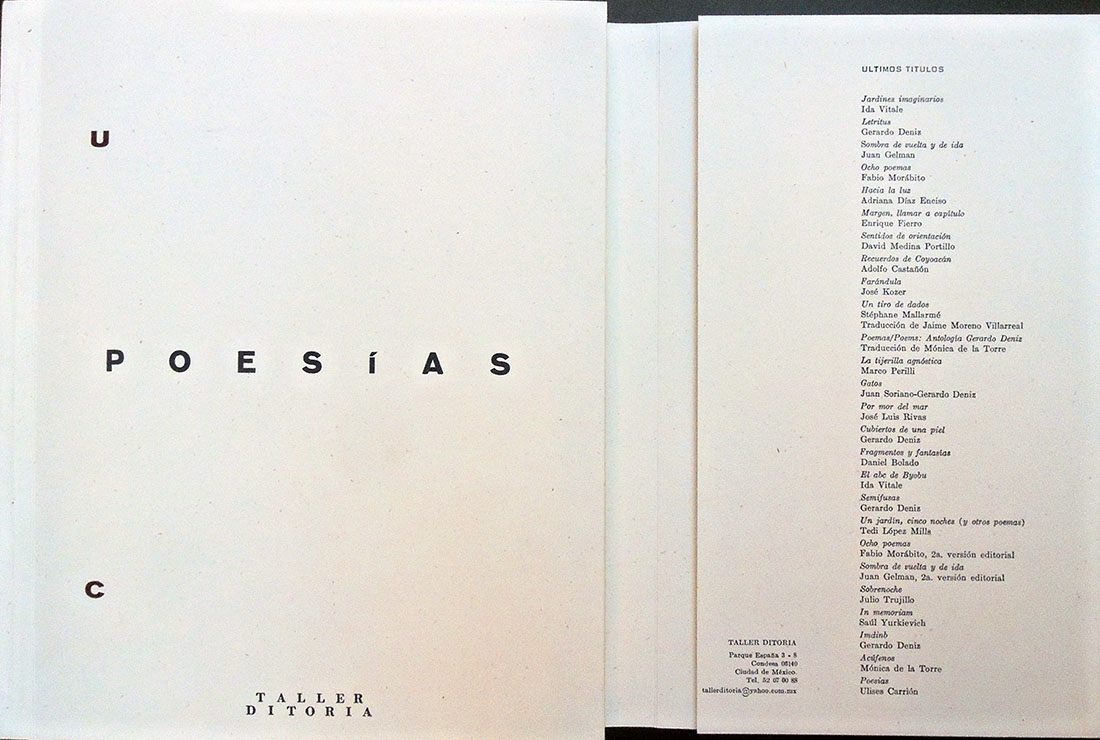 U
POESíAS
C
TALLER
DITORIA
ULTIMOS TITULOS
Jardines imaginarios
Ida Vitale
Letritus
Gerardo Deniz
Sombra de vuelta y de ida
Juan Gelman
Ocho poemas
Fabio Morábito
Hacia la luz
Adriana Díaz Enciso
Margen, llamar a capítulo
Enrique Fierro
Sentidos de orientación
David Medina Portillo
Recuerdos de Coyoacán
Adolfo Castañón
Farándula
José Kozer
Un tiro de dados
Stéphane Mallarmé
Traducción de Jaime Moreno Villarreal
Poemas/Poems: Antología Gerardo Deniz
Traducción de Mónica de la Torre
La tijerilla agnóstica
Marco Perilli
Gatos
Juan Soriano-Gerardo Deniz
Por mor del mar
José Luis Rivas
Cubiertos de una piel
Gerardo Deniz
Fragmentos y fantasías
Daniel Bolado
El abc de Byobu
Ida Vitale
Semifusas
Gerardo Deniz
Un jardín, cinco noches (y otros poemas)
Tedi López Mills
Ocho poemas
Fabio Morábito, 2a. versión editorial
Sombra de vuelta y de ida
Juan Gelman, 2a. versión editorial
Sobrenoche
Julio Trujillo
In memoriam
Saúl Yurkievich
Imdinb
Gerardo Deniz
Acúfenos
Mónica de la Torre
Poesías
Ulises Carrión
TALLER DITORIA
Parque España 3 - 8
Condesa 06140
Ciudad de México.
Tel. 52 07 60 88
tallerditoria@yahoo.com.mx